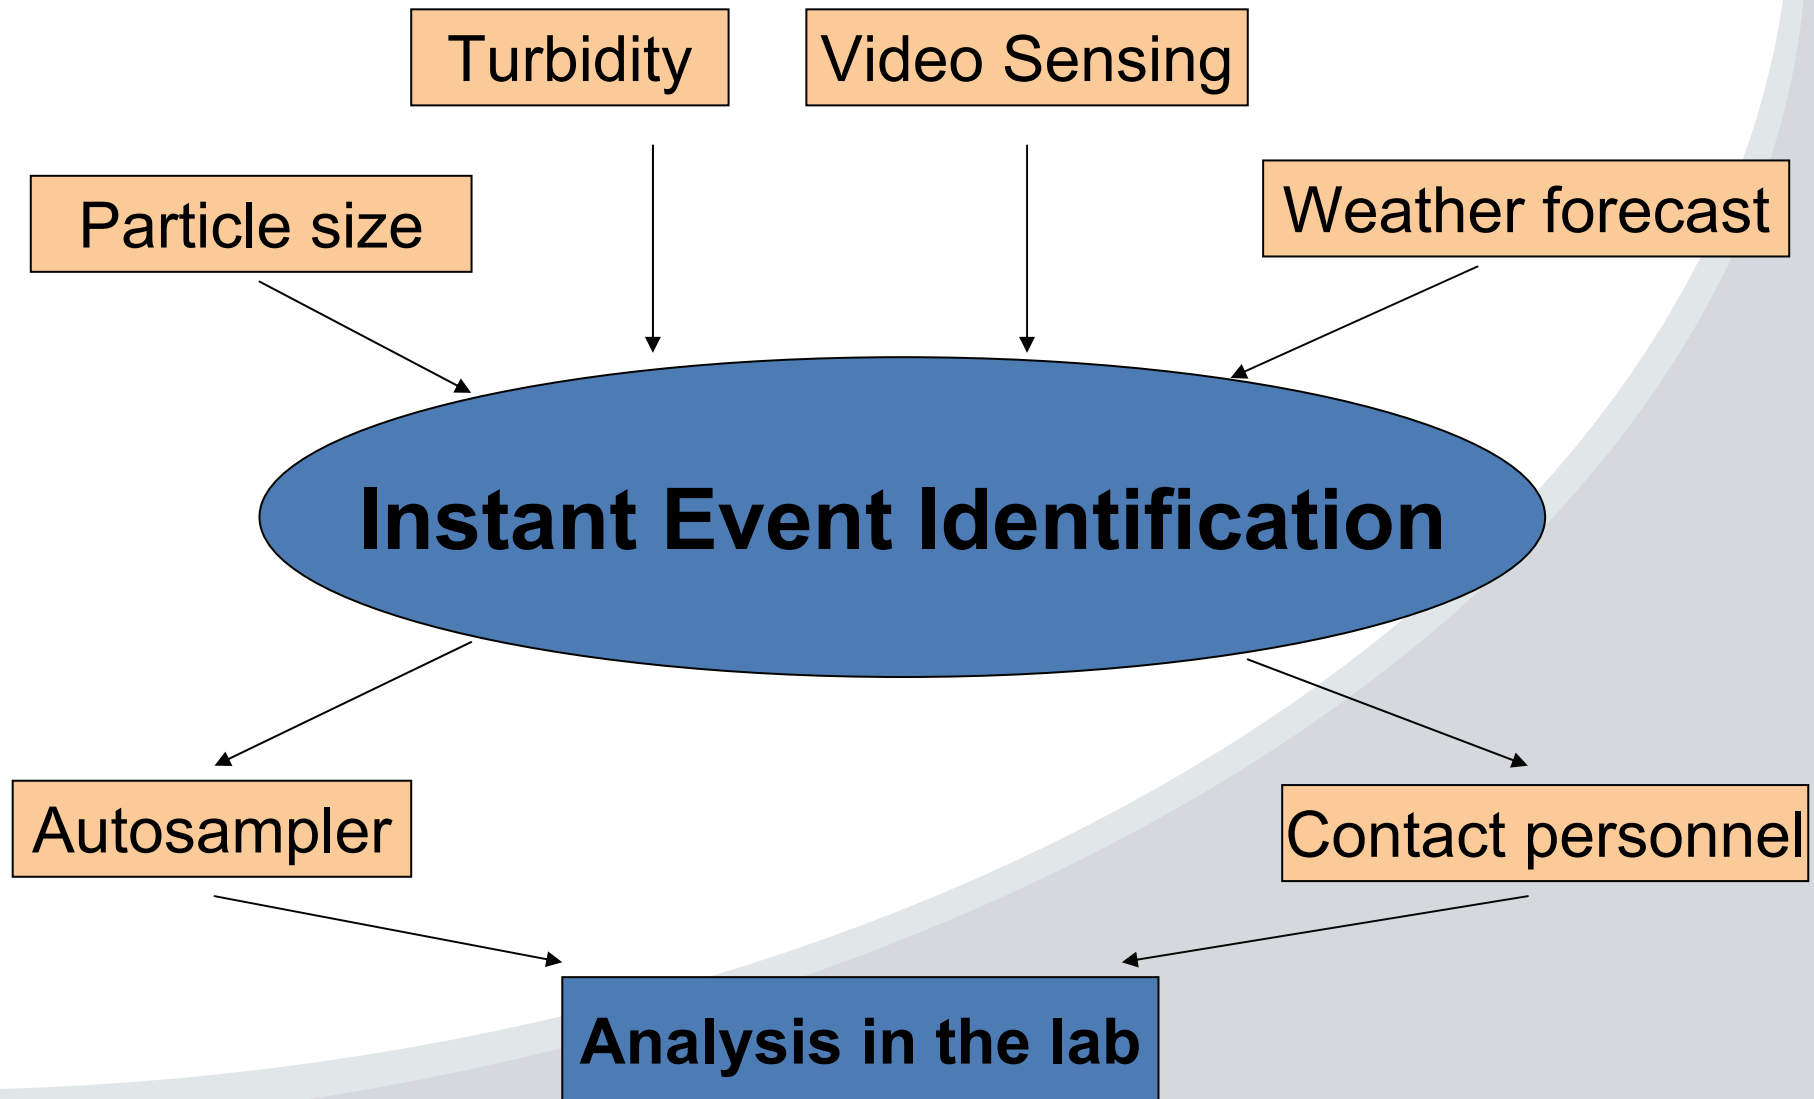 Turbidity
Video Sensing
Particle size
Weather forecast
Instant Event Identification
Autosampler
Contact personnel
Analysis in the lab